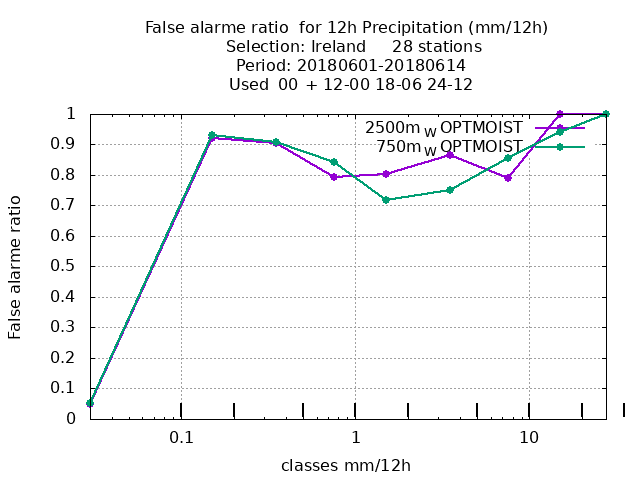 False alarme ratio  for 12h Precipitation (mm/12h)
Selection: Ireland     28 stations
Period: 20180601-20180614
Used  00 + 12-00 18-06 24-12
1
0.9
0.8
0.7
0.6
0.5
0.4
0.3
0.2
0.1
0
False alarme ratio
2500m W OPTMOIST
750m W OPTMOIST
0.1
1
10
classes mm/12h